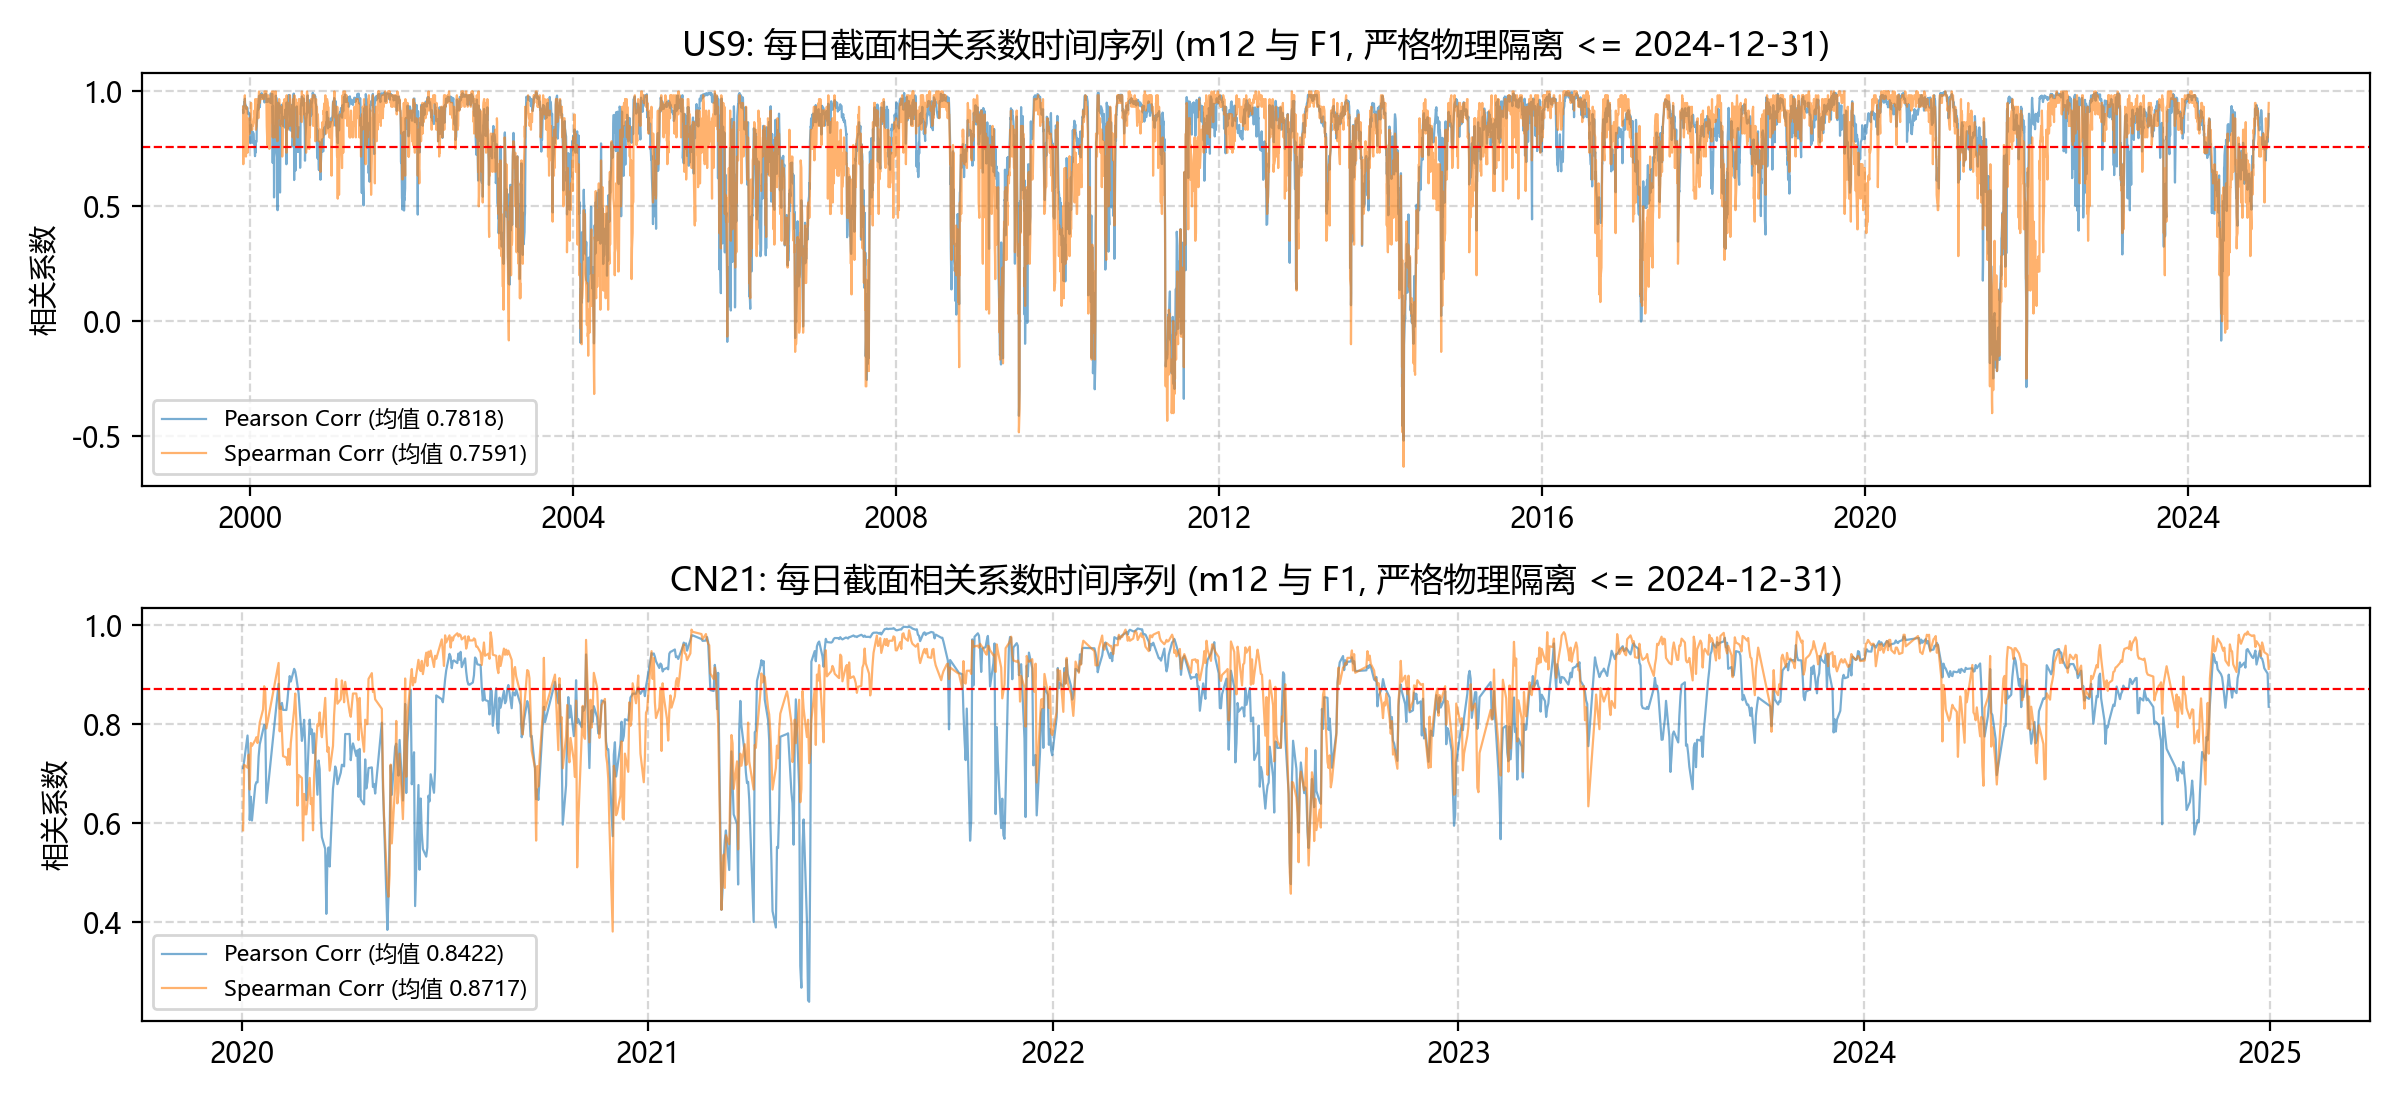 US9: 每日截面相关系数时间序列 (m12 与 F1, 严格物理隔离 <= 2024-12-31)
相关系数
1.0
0.5
0.0
-0.5
Pearson Corr (均值 0.7818)
Spearman Corr (均值 0.7591)
2000 2004 2008 2012 2016 2020 2024
CN21: 每日截面相关系数时间序列 (m12 与 F1, 严格物理隔离 <= 2024-12-31)
相关系数
1.0
0.8
0.6
0.4
Pearson Corr (均值 0.8422)
Spearman Corr (均值 0.8717)
2020 2021 2022 2023 2024 2025